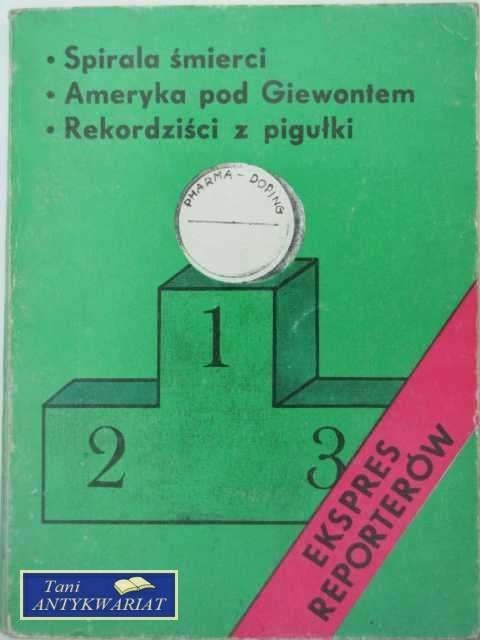 • Spirala śmierci
• Ameryka pod Giewontem
• Rekordziści z pigułki
PHARMA - DOPING
1
2
3
EKSPRES
REPORTERÓW
Tani
ANTYKWARIAT